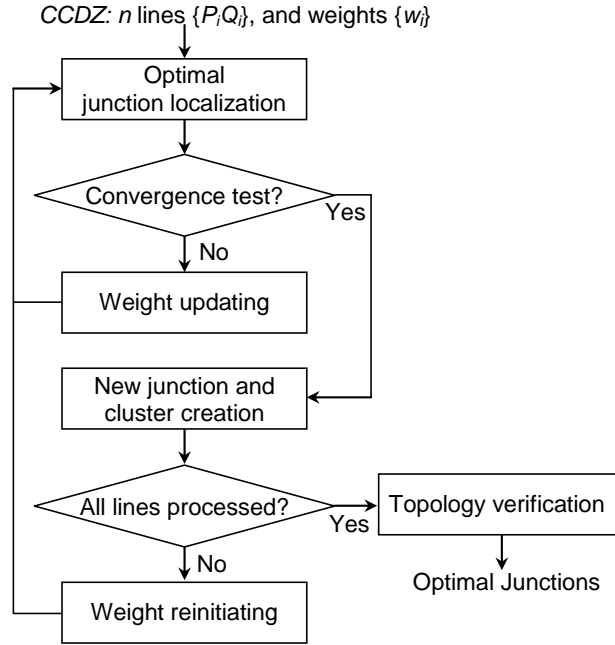 CCDZ: n lines {PᵢQᵢ}, and weights {wᵢ}
Optimal
junction localization
Convergence test?
Yes
No
Weight updating
New junction and
cluster creation
All lines processed?
Yes
Topology verification
No
Optimal Junctions
Weight reinitiating